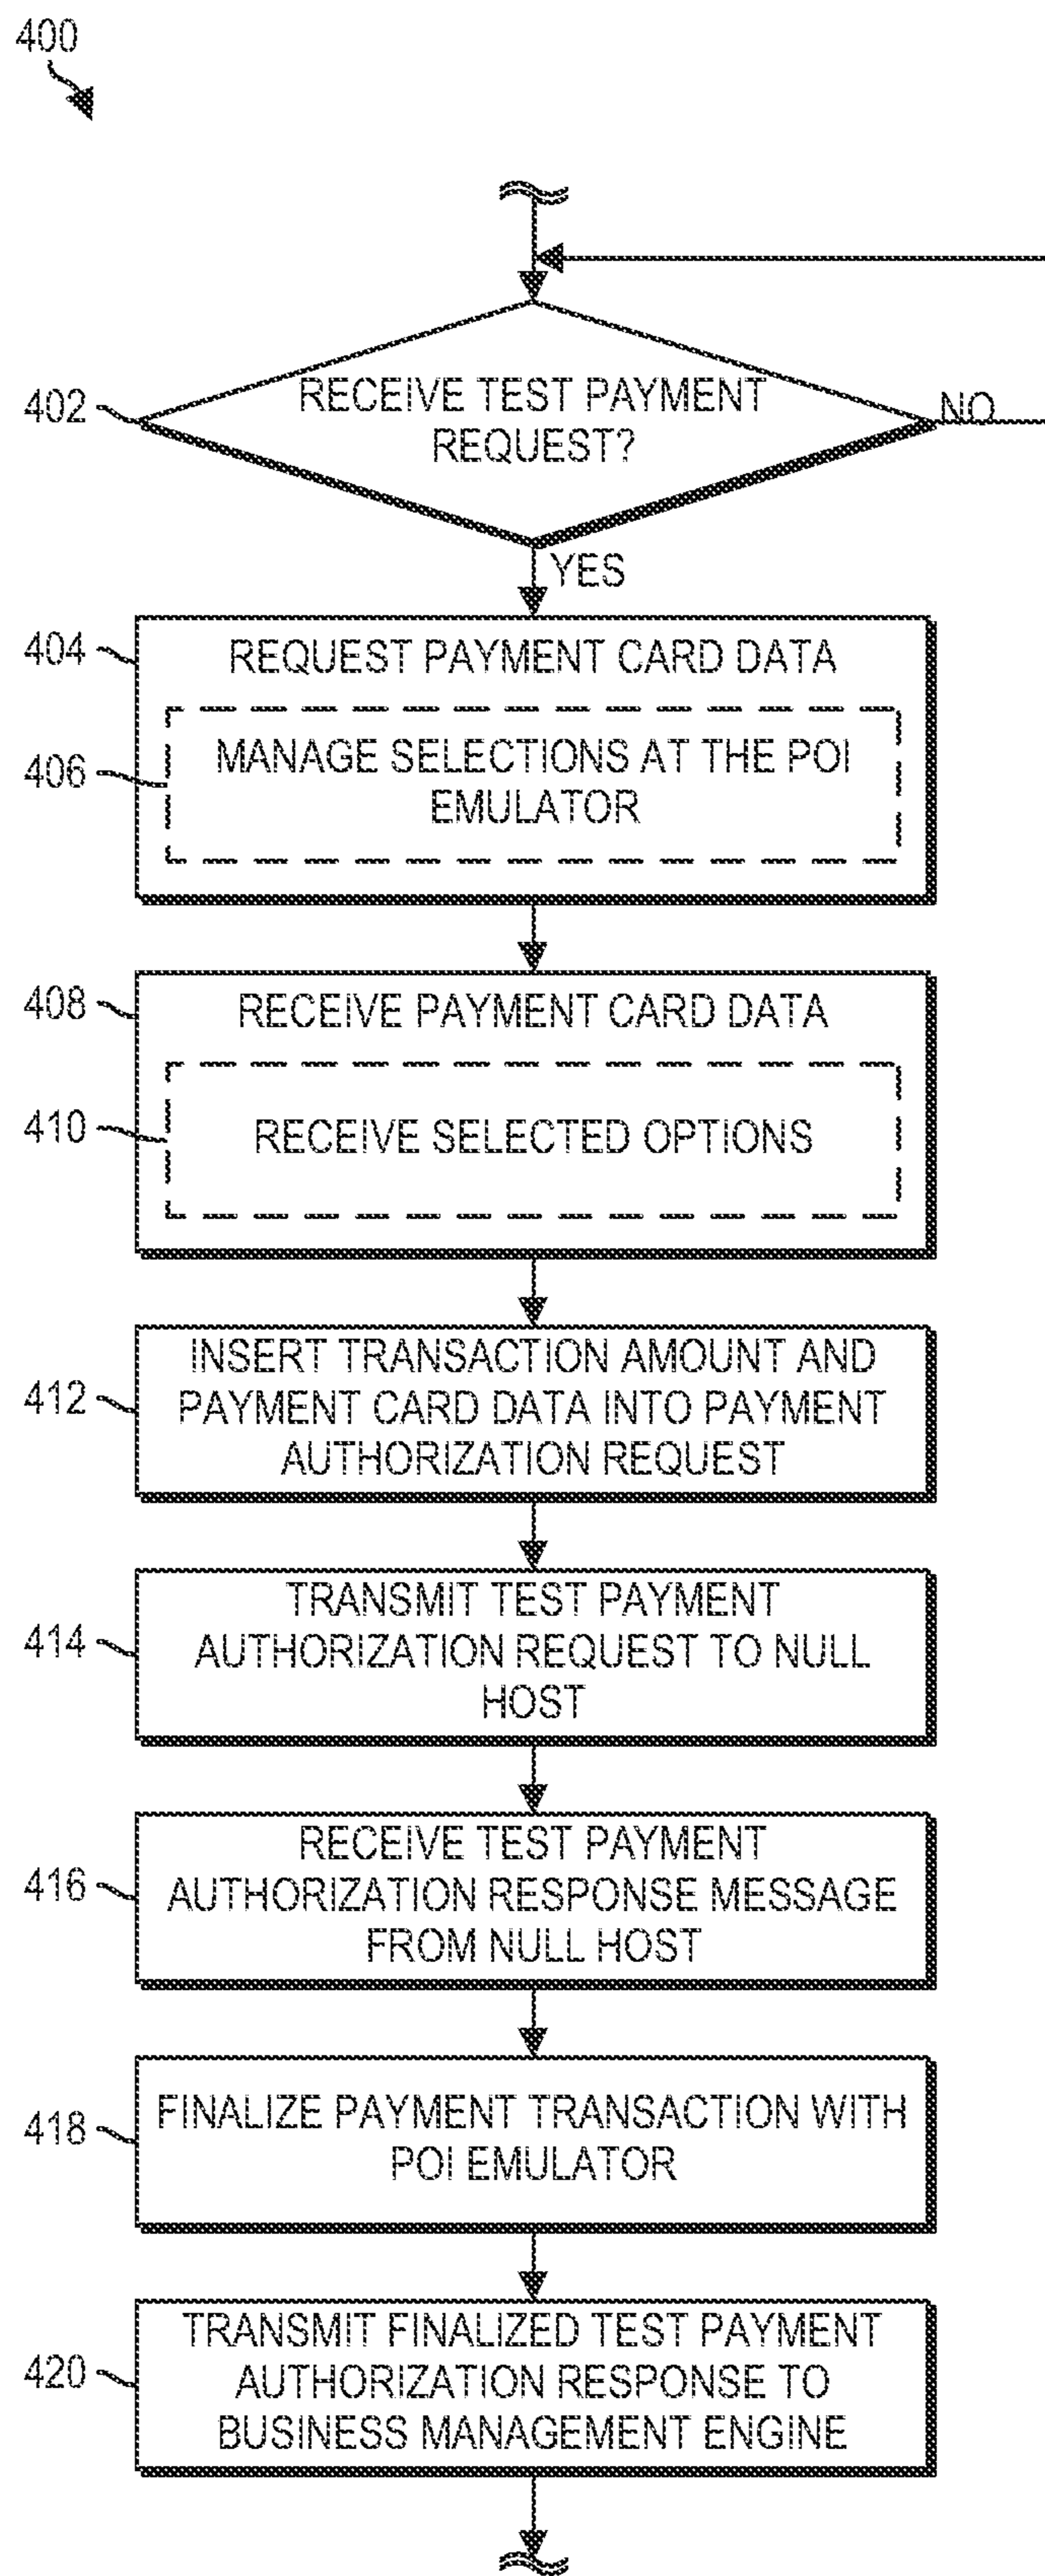 400
402
RECEIVE TEST PAYMENT
REQUEST?
NO
YES
404
REQUEST PAYMENT CARD DATA
406
MANAGE SELECTIONS AT THE POI
EMULATOR
408
RECEIVE PAYMENT CARD DATA
410
RECEIVE SELECTED OPTIONS
412
INSERT TRANSACTION AMOUNT AND
PAYMENT CARD DATA INTO PAYMENT
AUTHORIZATION REQUEST
414
TRANSMIT TEST PAYMENT
AUTHORIZATION REQUEST TO NULL
HOST
416
RECEIVE TEST PAYMENT
AUTHORIZATION RESPONSE MESSAGE
FROM NULL HOST
418
FINALIZE PAYMENT TRANSACTION WITH
POI EMULATOR
420
TRANSMIT FINALIZED TEST PAYMENT
AUTHORIZATION RESPONSE TO
BUSINESS MANAGEMENT ENGINE